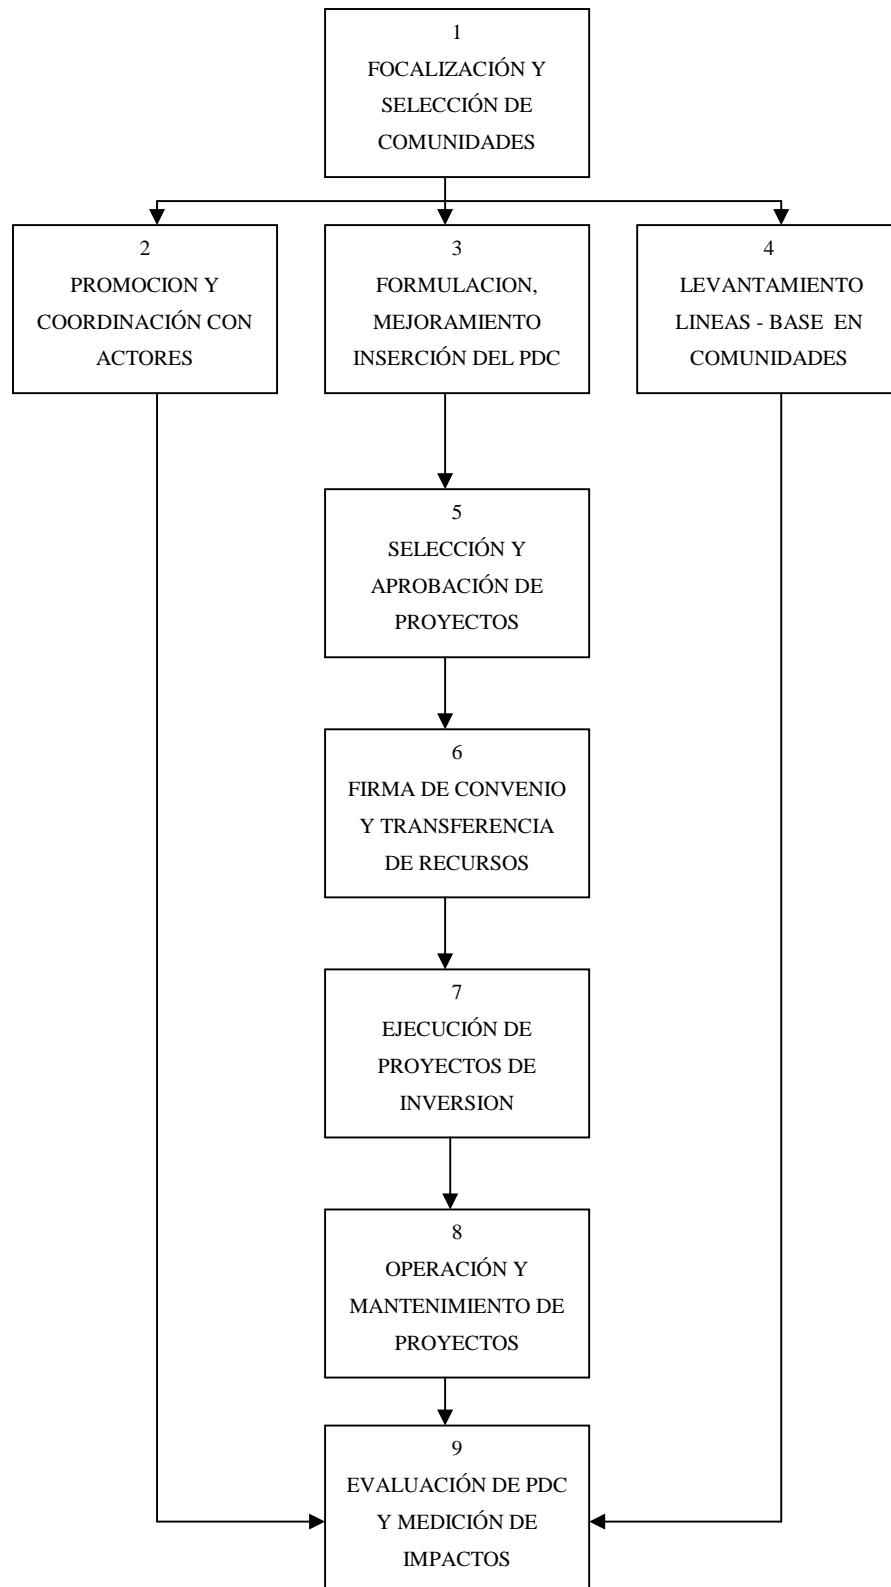 1
FOCALIZACIÓN Y
SELECCIÓN DE
COMUNIDADES
2
PROMOCION Y
COORDINACIÓN CON
ACTORES
3
FORMULACION,
MEJORAMIENTO
INSERCIÓN DEL PDC
4
LEVANTAMIENTO
LINEAS - BASE EN
COMUNIDADES
5
SELECCIÓN Y
APROBACIÓN DE
PROYECTOS
6
FIRMA DE CONVENIO
Y TRANSFERENCIA
DE RECURSOS
7
EJECUCIÓN DE
PROYECTOS DE
INVERSION
8
OPERACIÓN Y
MANTENIMIENTO DE
PROYECTOS
9
EVALUACIÓN DE PDC
Y MEDICIÓN DE
IMPACTOS